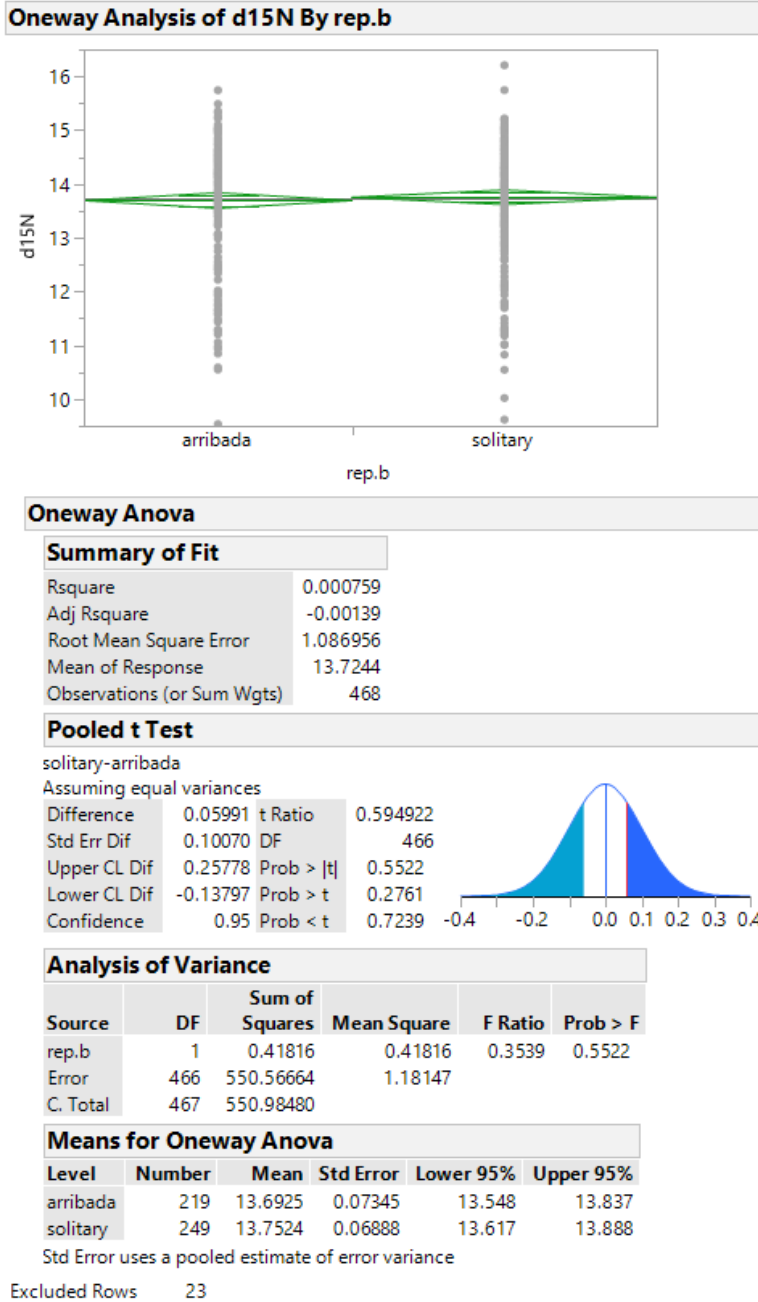 Oneway Analysis of d15N By rep.b
16
15
14
13
12
11
10
d15N
arribada solitary
rep.b
Oneway Anova
Summary of Fit
Rsquare 0.000759
Adj Rsquare -0.00139
Root Mean Square Error 1.086956
Mean of Response 13.7244
Observations (or Sum Wgts) 468
Pooled t Test
solitary-arribada
Assuming equal variances
Difference 0.05991 t Ratio 0.594922
Std Err Dif 0.10070 DF 466
Upper CL Dif 0.25778 Prob > |t| 0.5522
Lower CL Dif -0.13797 Prob > t 0.2761
Confidence 0.95 Prob < t 0.7239
-0.4 -0.2 0.0 0.1 0.2 0.3 0.4
Analysis of Variance
Source DF Sum of Squares Mean Square F Ratio Prob > F
rep.b 1 0.41816 0.41816 0.3539 0.5522
Error 466 550.56664 1.18147
C. Total 467 550.98480
Means for Oneway Anova
Level Number Mean Std Error Lower 95% Upper 95%
arribada 219 13.6925 0.07345 13.548 13.837
solitary 249 13.7524 0.06888 13.617 13.888
Std Error uses a pooled estimate of error variance
Excluded Rows 23